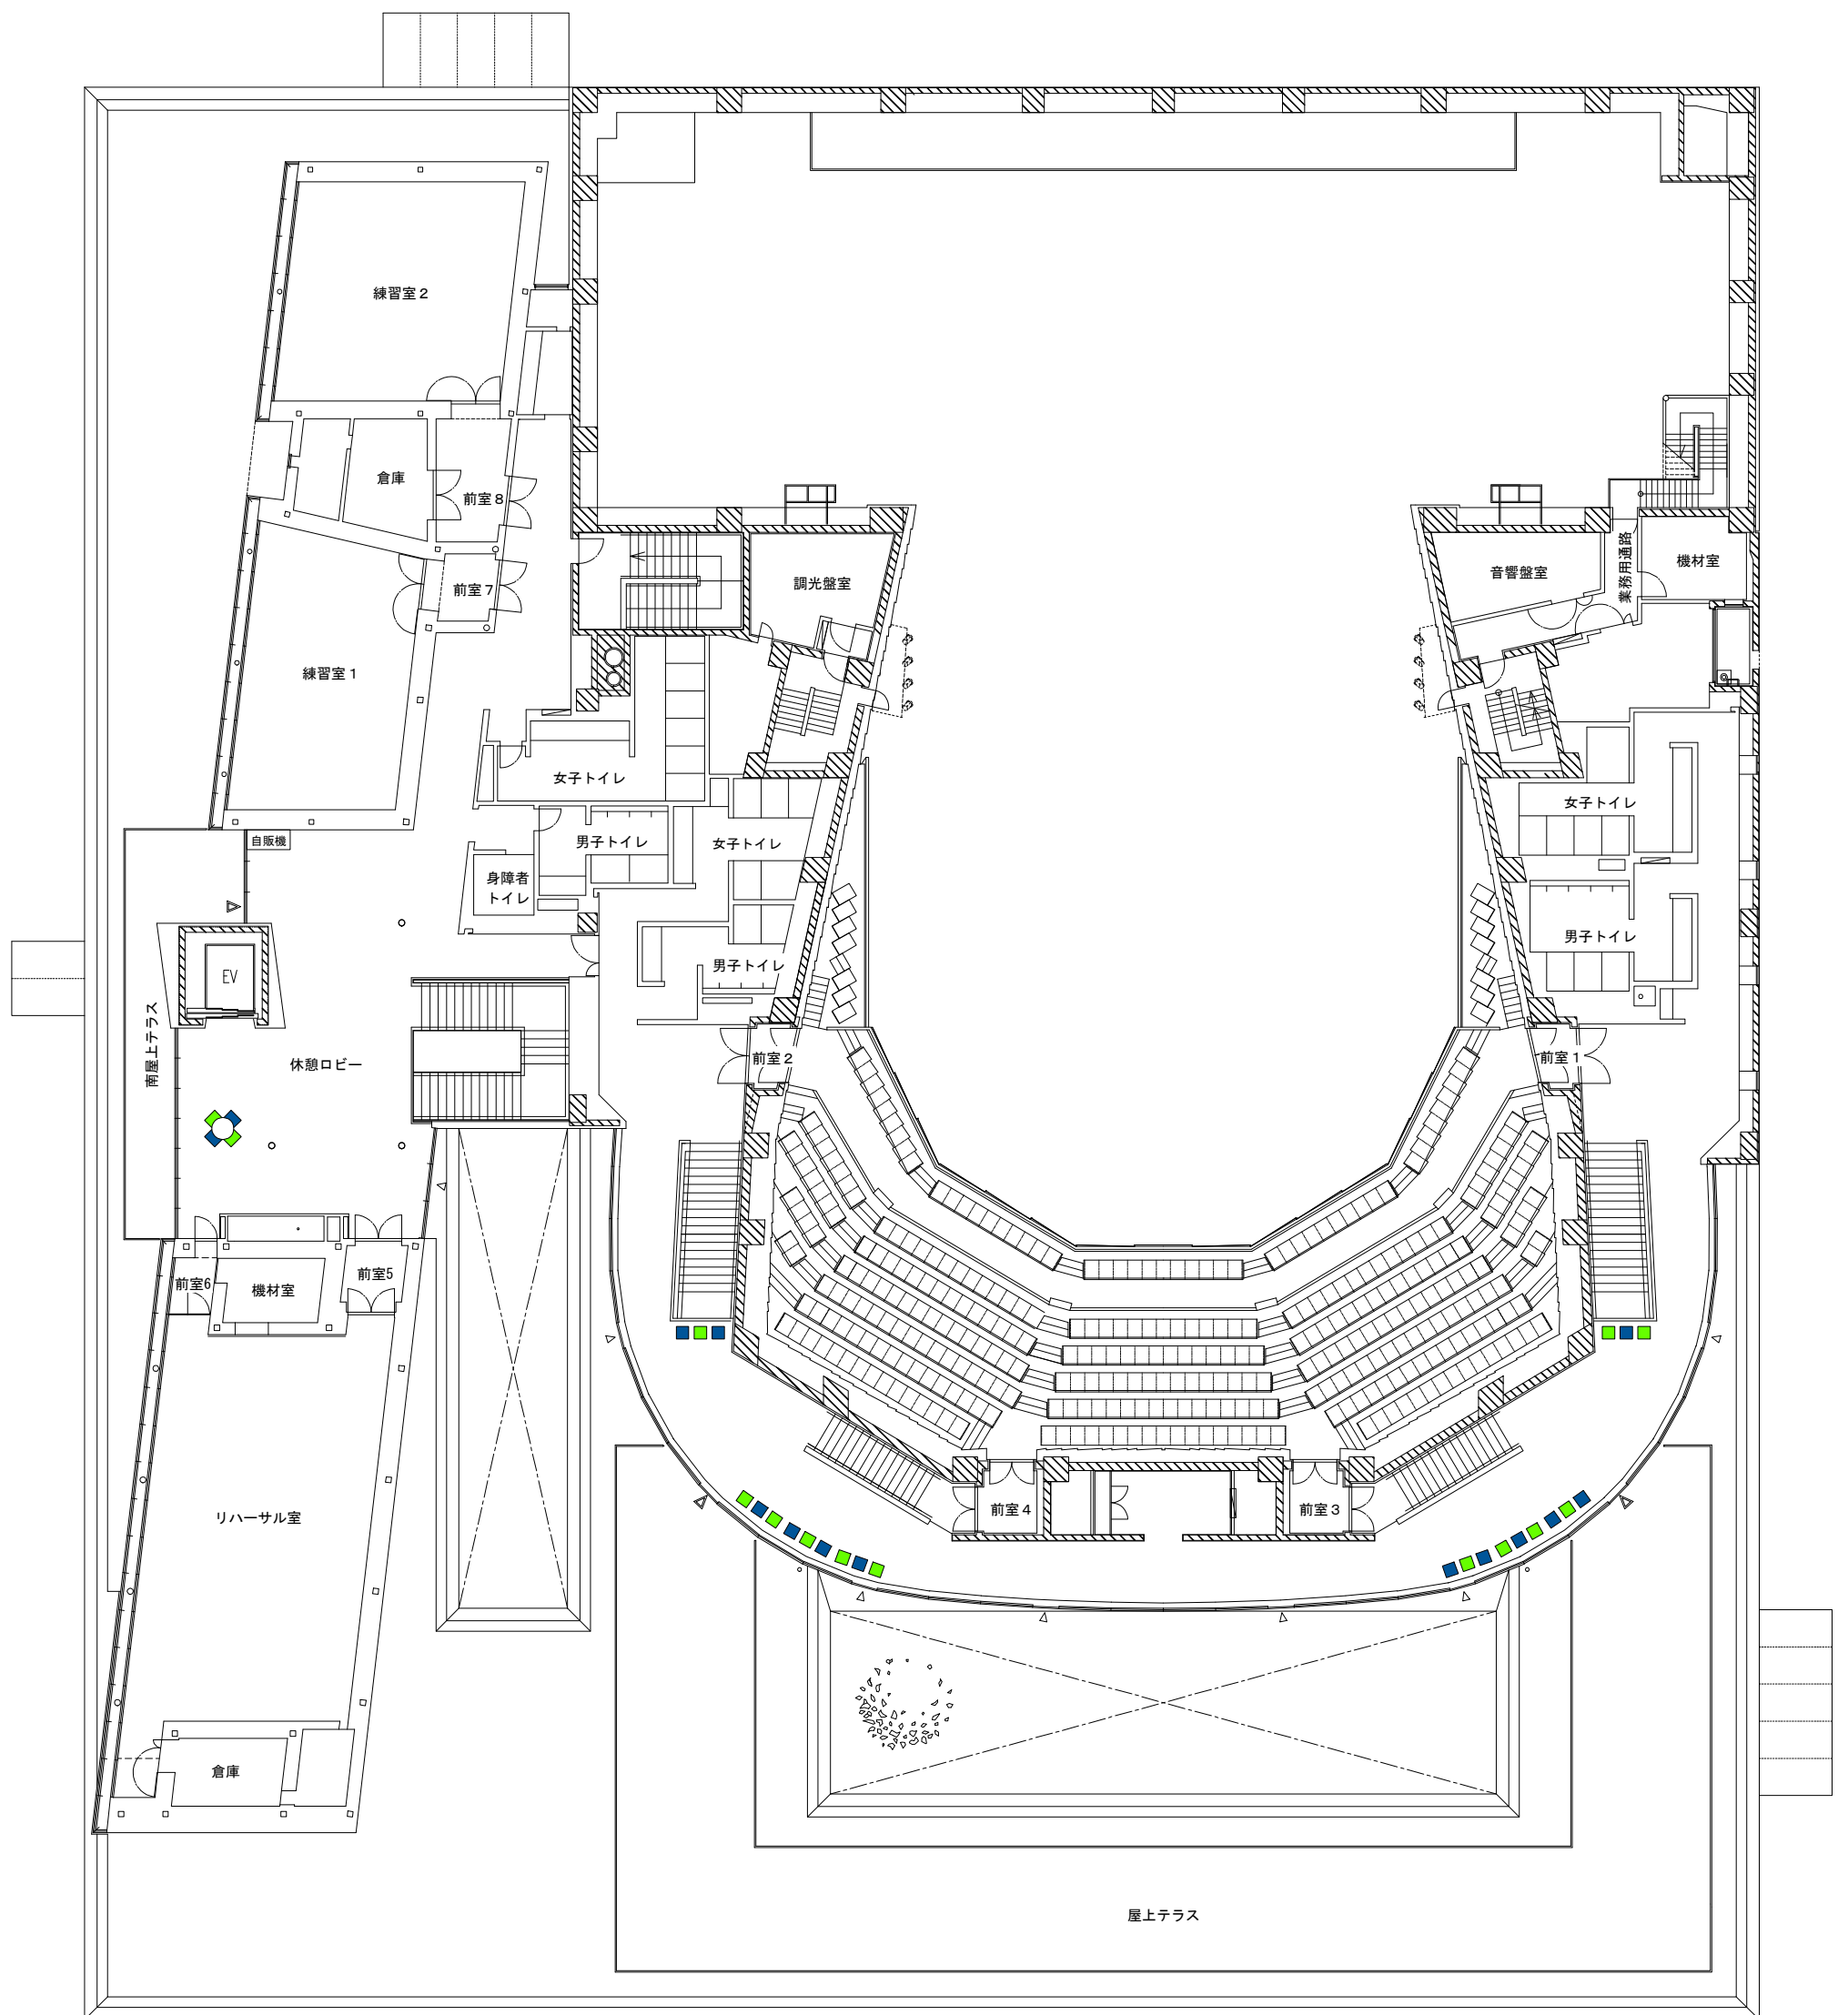 練習室２
倉庫
前室８
調光盤室
音響盤室
業務用通路
機材室
前室７
練習室１
女子トイレ
女子トイレ
自販機
男子トイレ
女子トイレ
身障者
トイレ
男子トイレ
男子トイレ
EV
南屋上テラス
休憩ロビー
前室２
前室１
前室6
機材室
前室5
リハーサル室
前室４
前室３
倉庫
屋上テラス